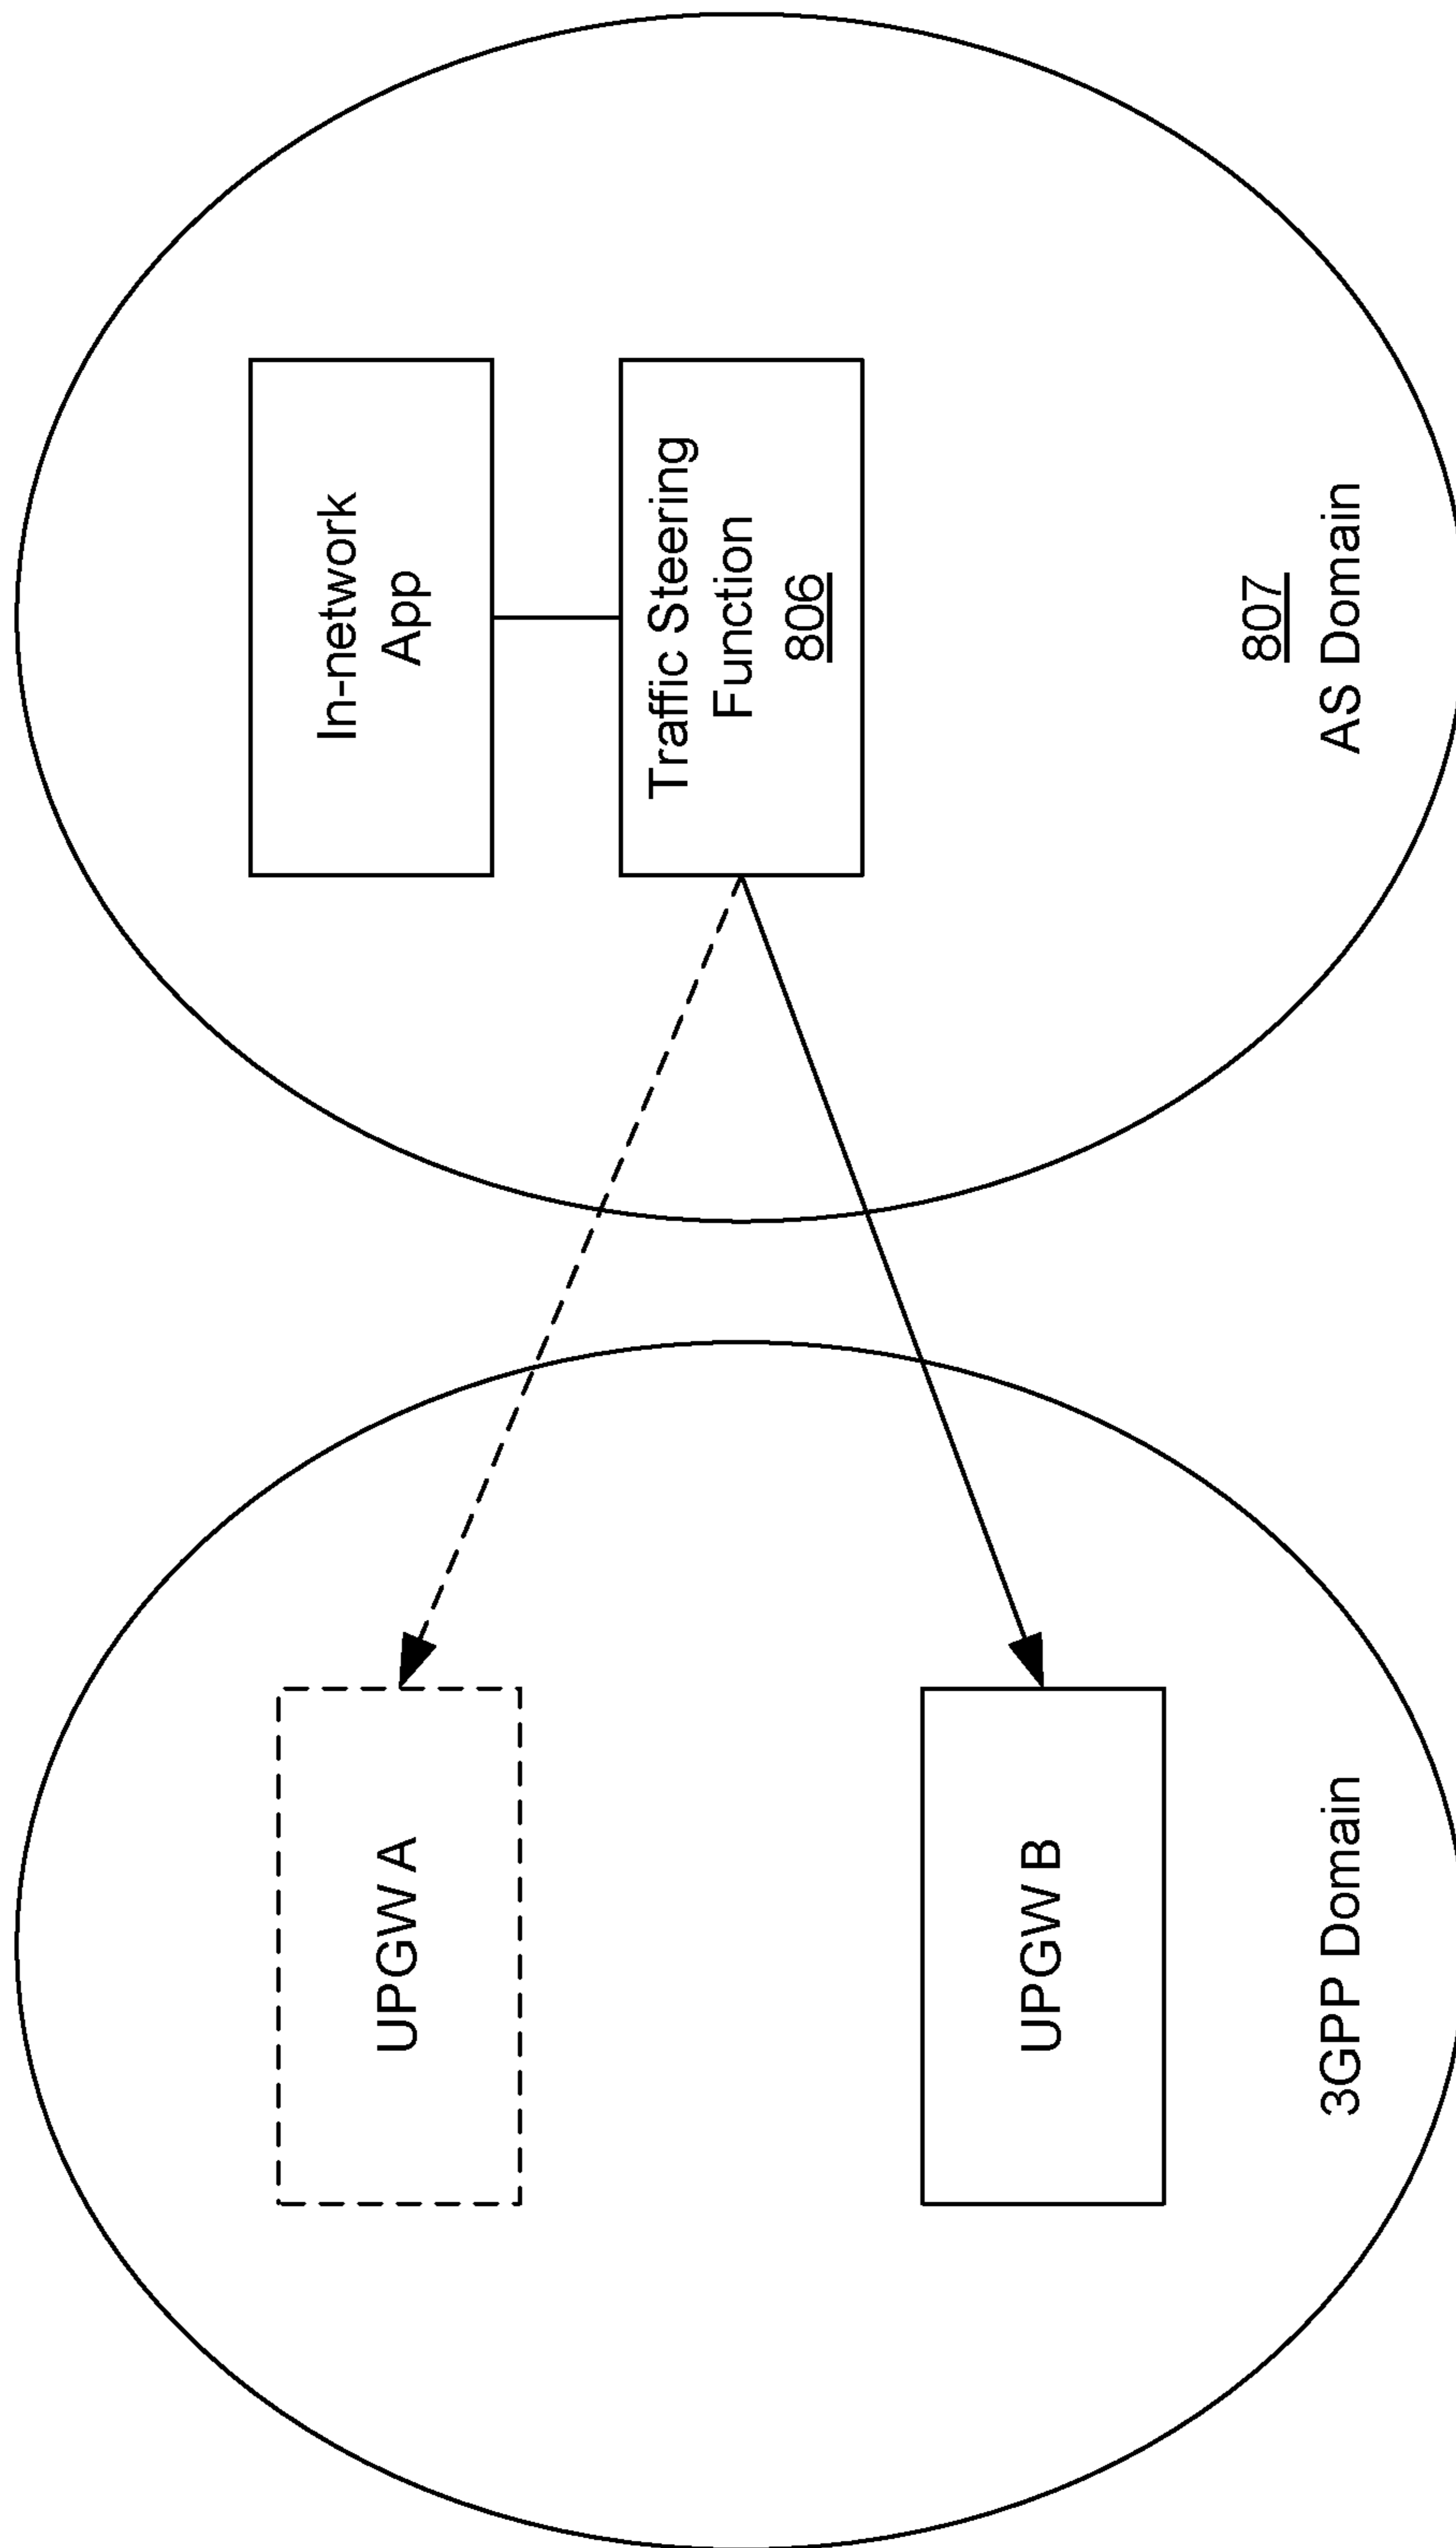 UPGW A
UPGW B
3GPP Domain
In-network
App
Traffic Steering
Function
806
807
AS Domain